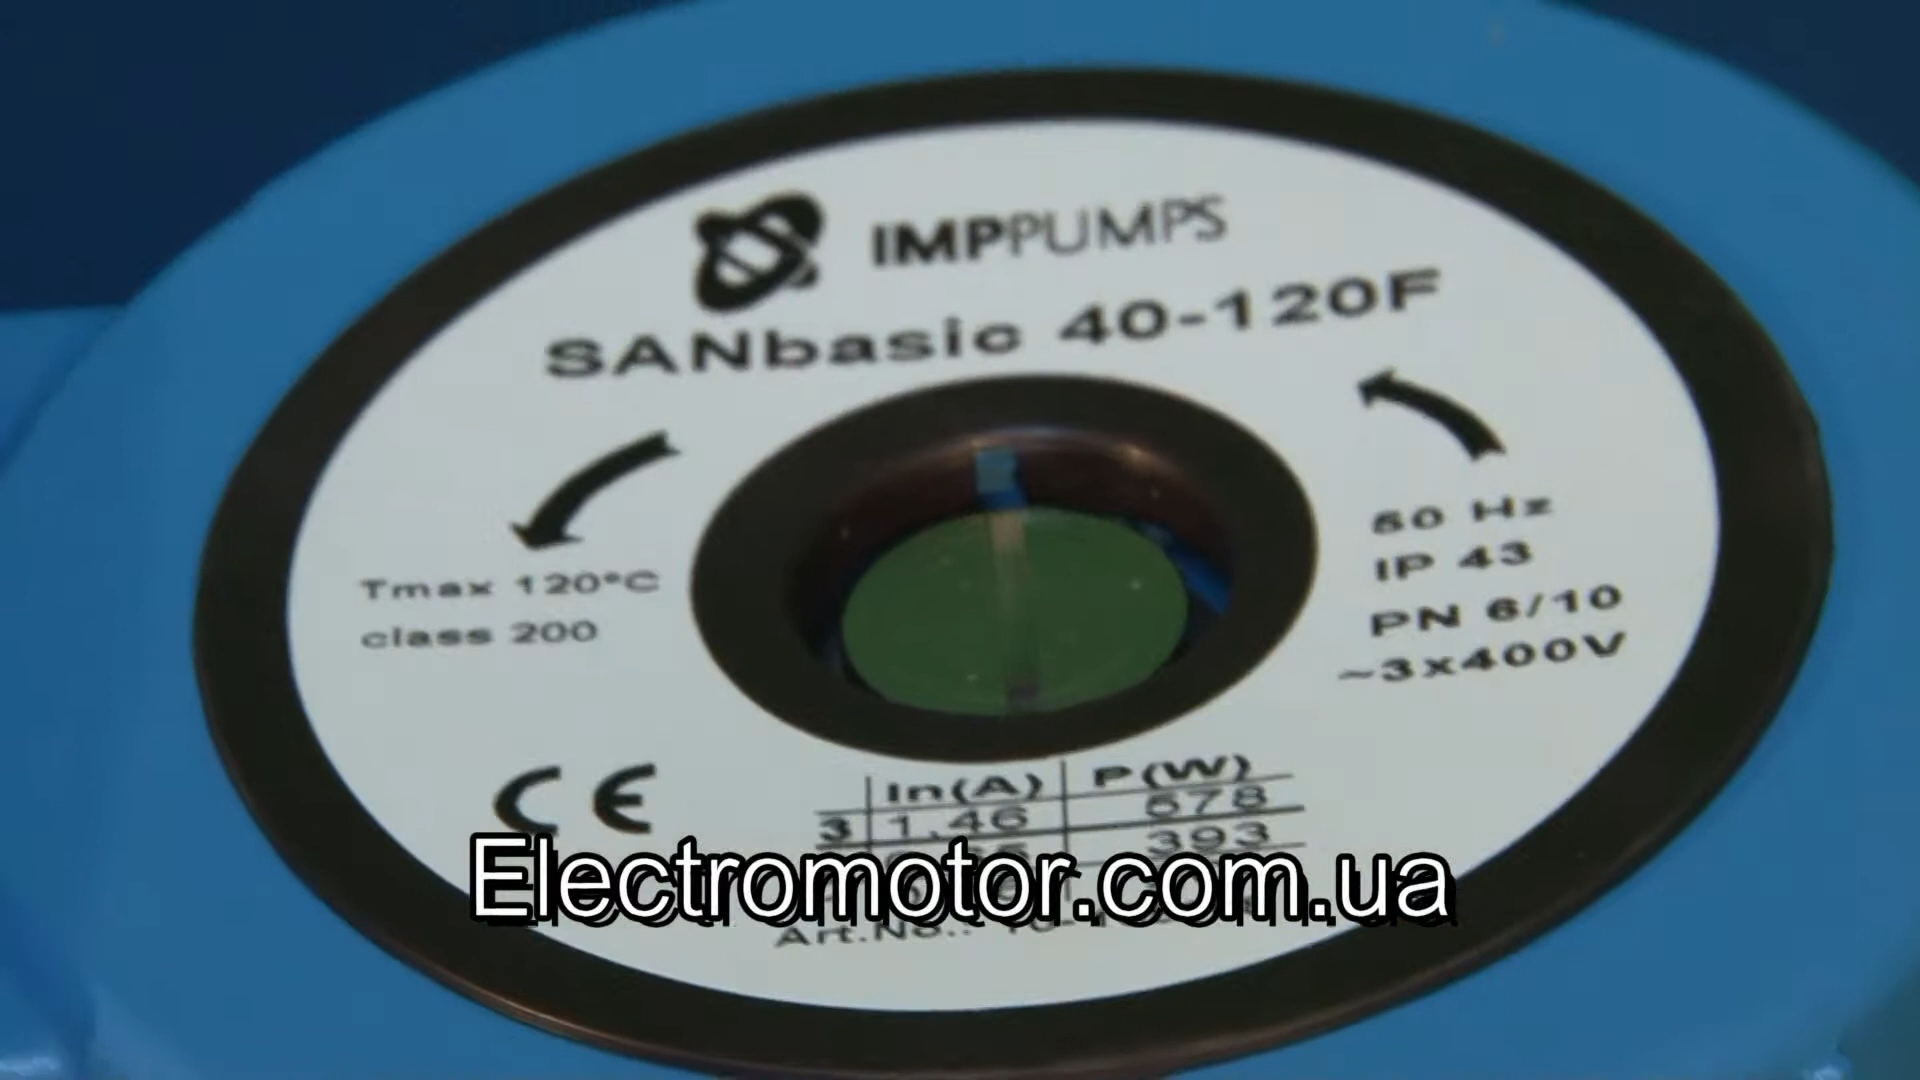 IMPPUMPS
SANbasic 40-120F
Tmax 120°C
class 200
50 Hz
IP 43
PN 6/10
~3x400V
CE
In(A) P(W)
3 1.46 578
393
Electromotor.com.ua
Art.No.: